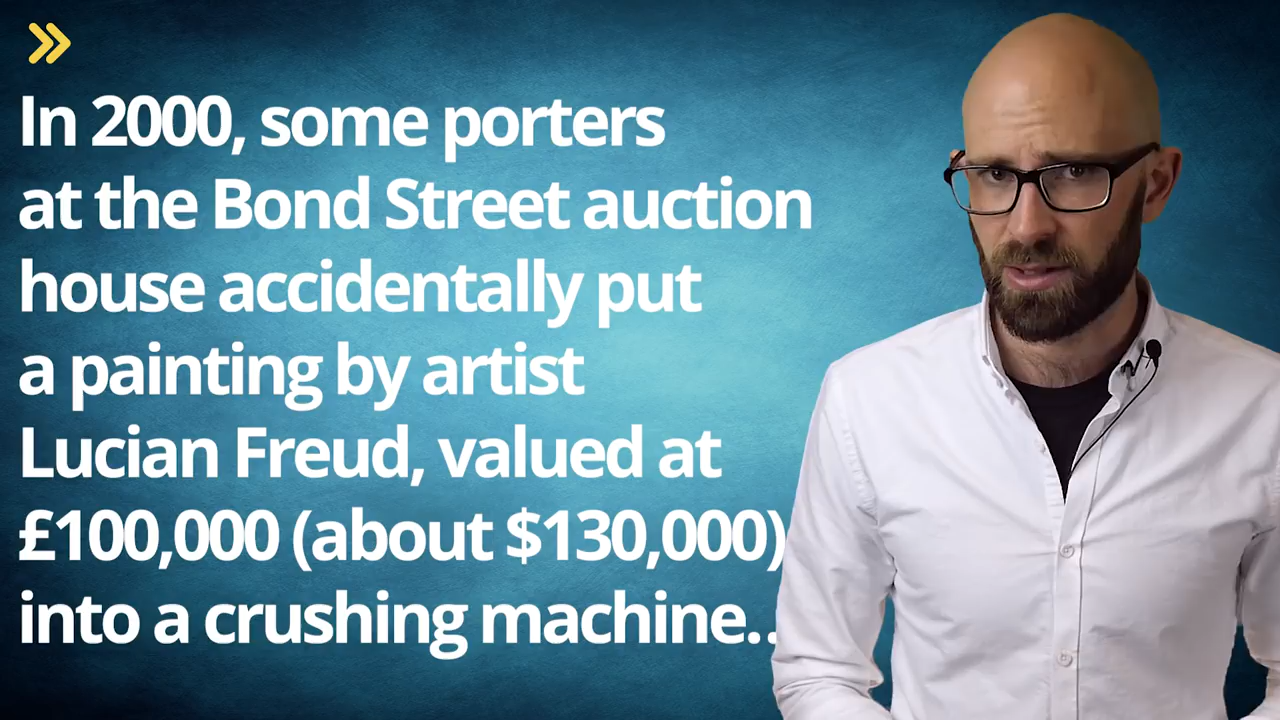 In 2000, some porters
at the Bond Street auction
house accidentally put
a painting by artist
Lucian Freud, valued at
£100,000 (about $130,000)
into a crushing machine..